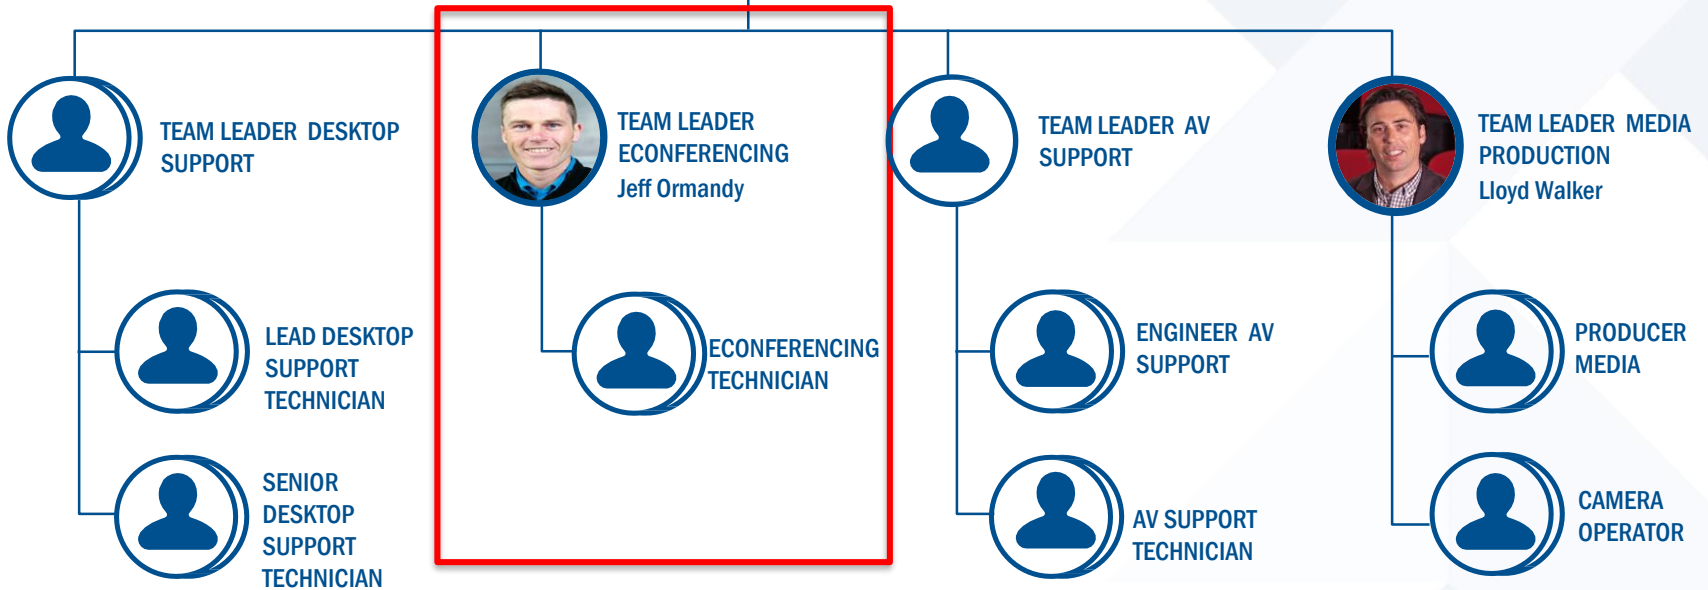 TEAM LEADER DESKTOP
SUPPORT
TEAM LEADER
ECONFERENCING
Jeff Ormandy
TEAM LEADER AV
SUPPORT
TEAM LEADER MEDIA
PRODUCTION
Lloyd Walker
LEAD DESKTOP
SUPPORT
TECHNICIAN
ECONFERENCING
TECHNICIAN
ENGINEER AV
SUPPORT
PRODUCER
MEDIA
SENIOR
DESKTOP
SUPPORT
TECHNICIAN
AV SUPPORT
TECHNICIAN
CAMERA
OPERATOR